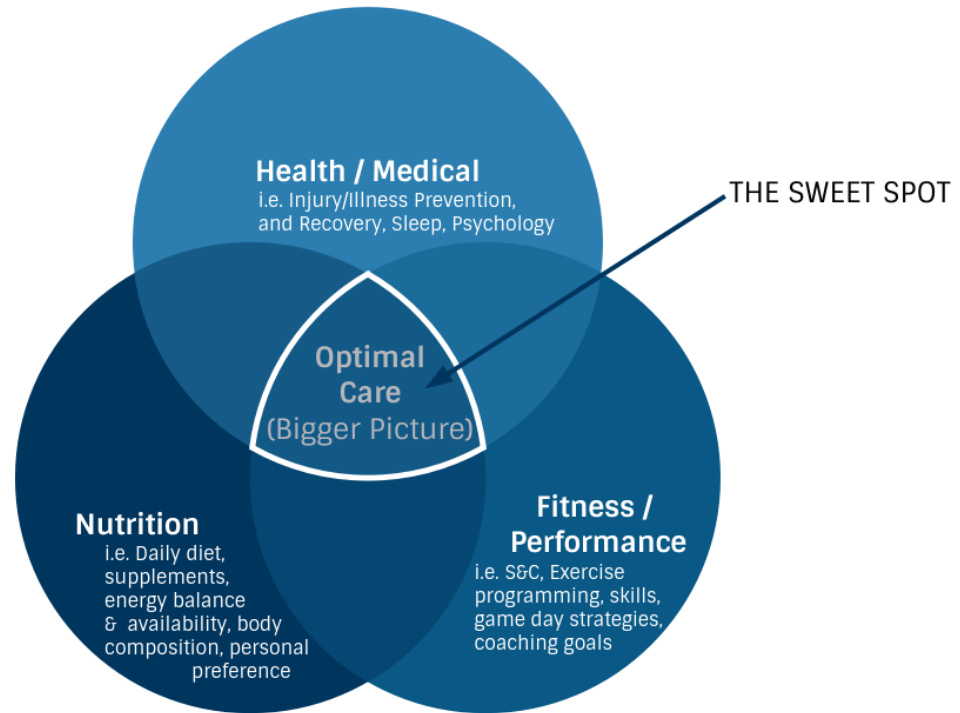 Health / Medical
i.e. Injury/Illness Prevention,
and Recovery, Sleep, Psychology
THE SWEET SPOT
Optimal
Care
(Bigger Picture)
Nutrition
i.e. Daily diet,
supplements,
energy balance
& availability, body
composition, personal
preference
Fitness /
Performance
i.e. S&C, Exercise
programming, skills,
game day strategies,
coaching goals